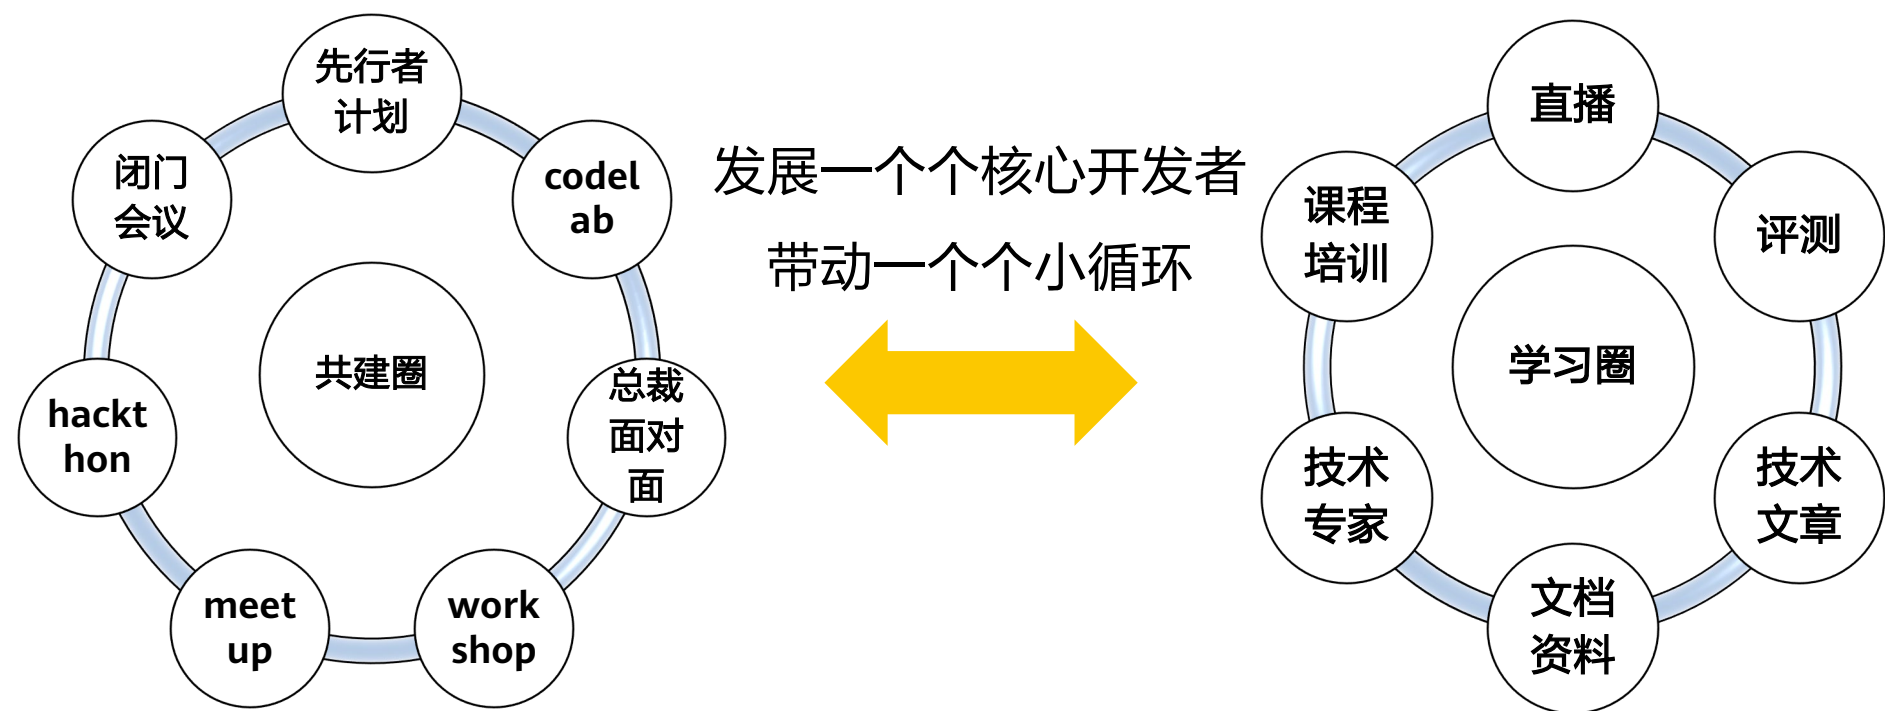 先行者
计划
闭门
会议
codel
ab
共建圈
总裁
面对
面
hackt
hon
meet
up
work
shop
发展一个个核心开发者
带动一个个小循环
直播
课程
培训
评测
学习圈
技术
专家
技术
文章
文档
资料